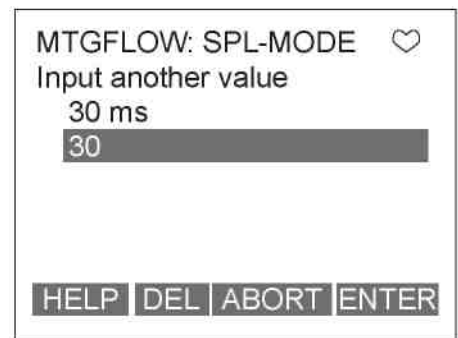 MTGFLOW: SPL-MODE
Input another value
30 ms
30
HELP DEL ABORT ENTER